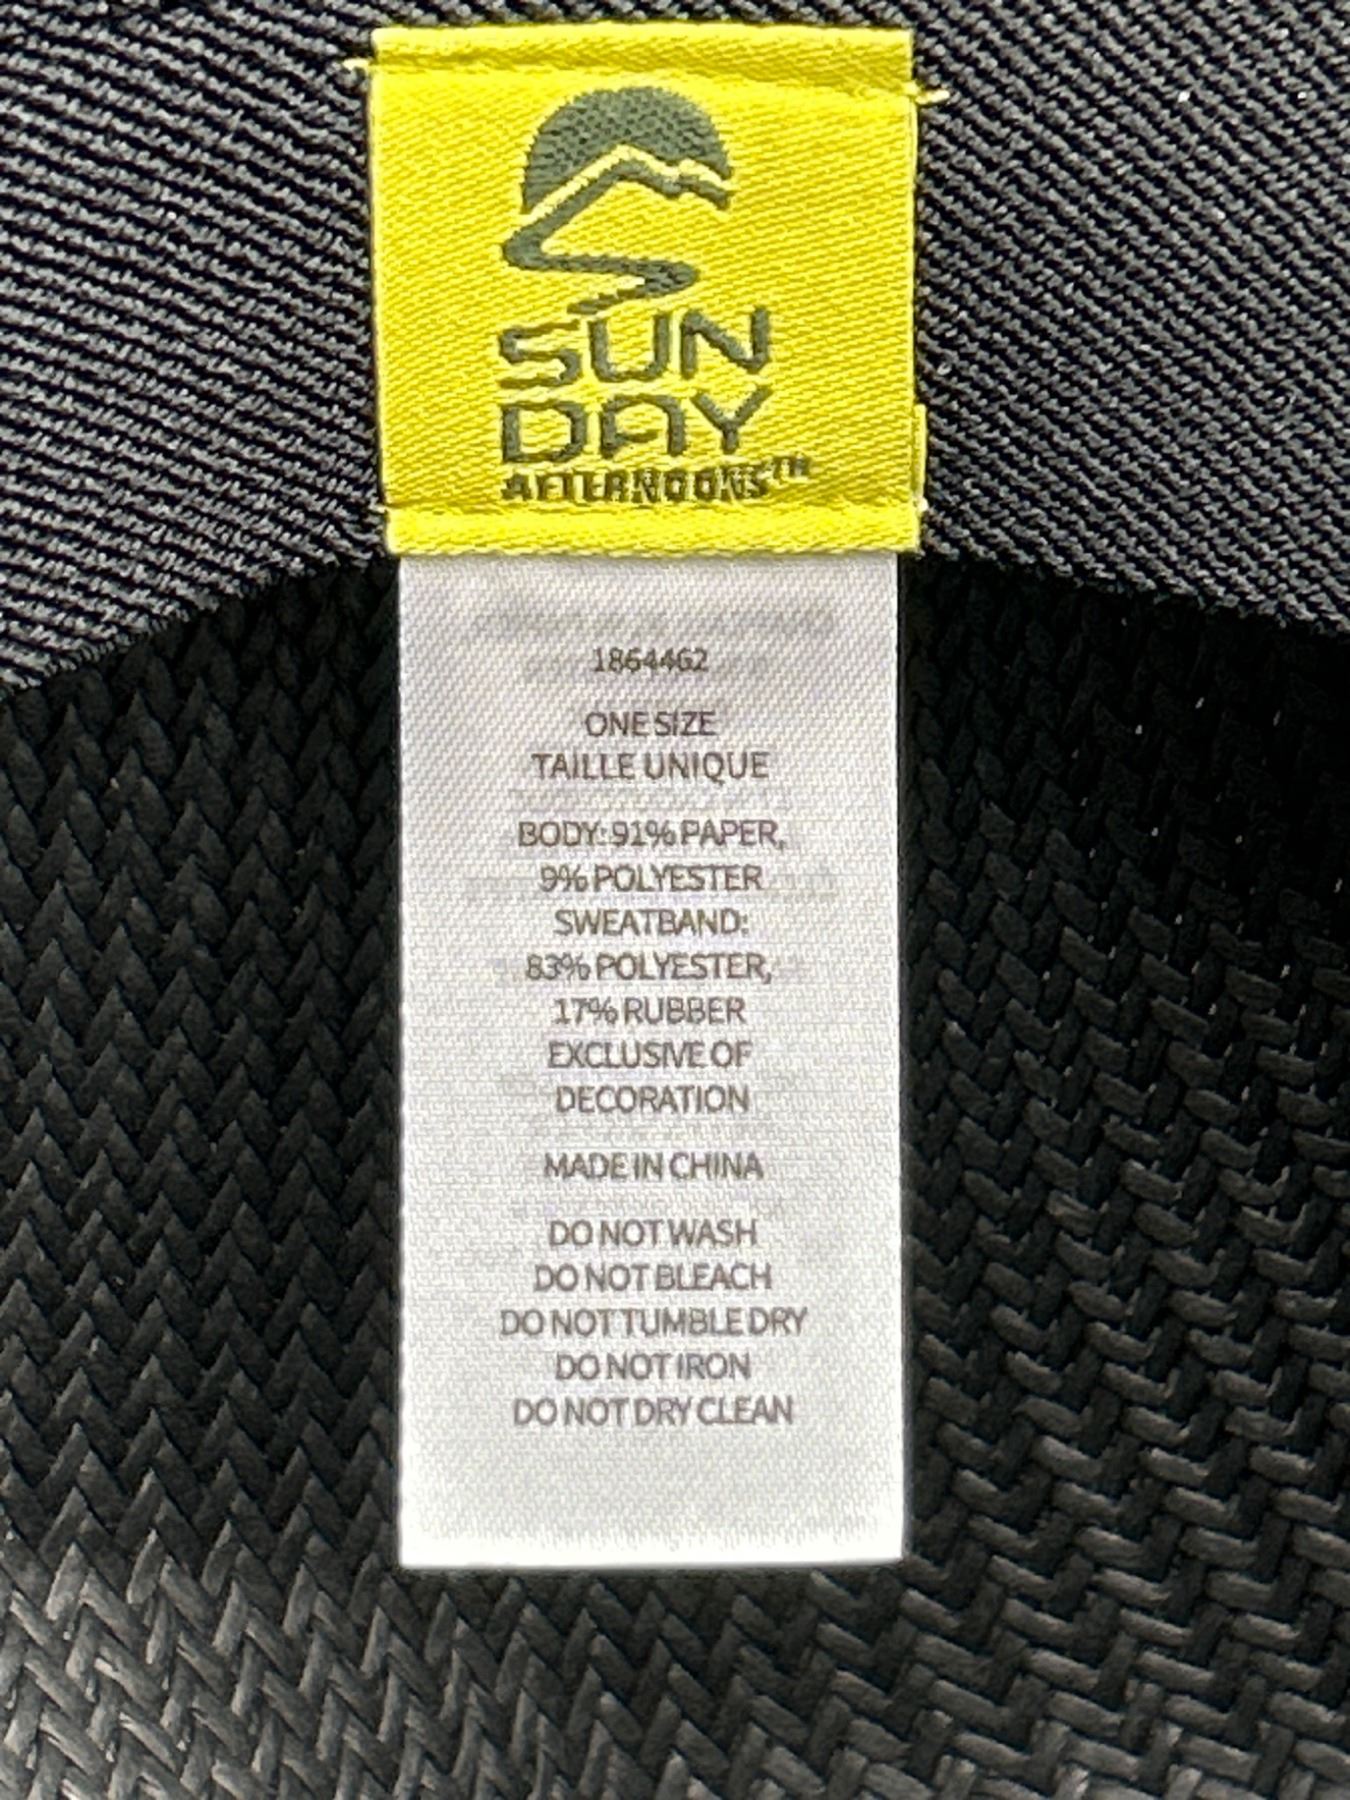 SUN
DAY
AFTERNOONS™
1864462
ONE SIZE
TAILLE UNIQUE
BODY: 91% PAPER,
9% POLYESTER
SWEATBAND:
83% POLYESTER,
17% RUBBER
EXCLUSIVE OF
DECORATION
MADE IN CHINA
DO NOT WASH
DO NOT BLEACH
DO NOT TUMBLE DRY
DO NOT IRON
DO NOT DRY CLEAN